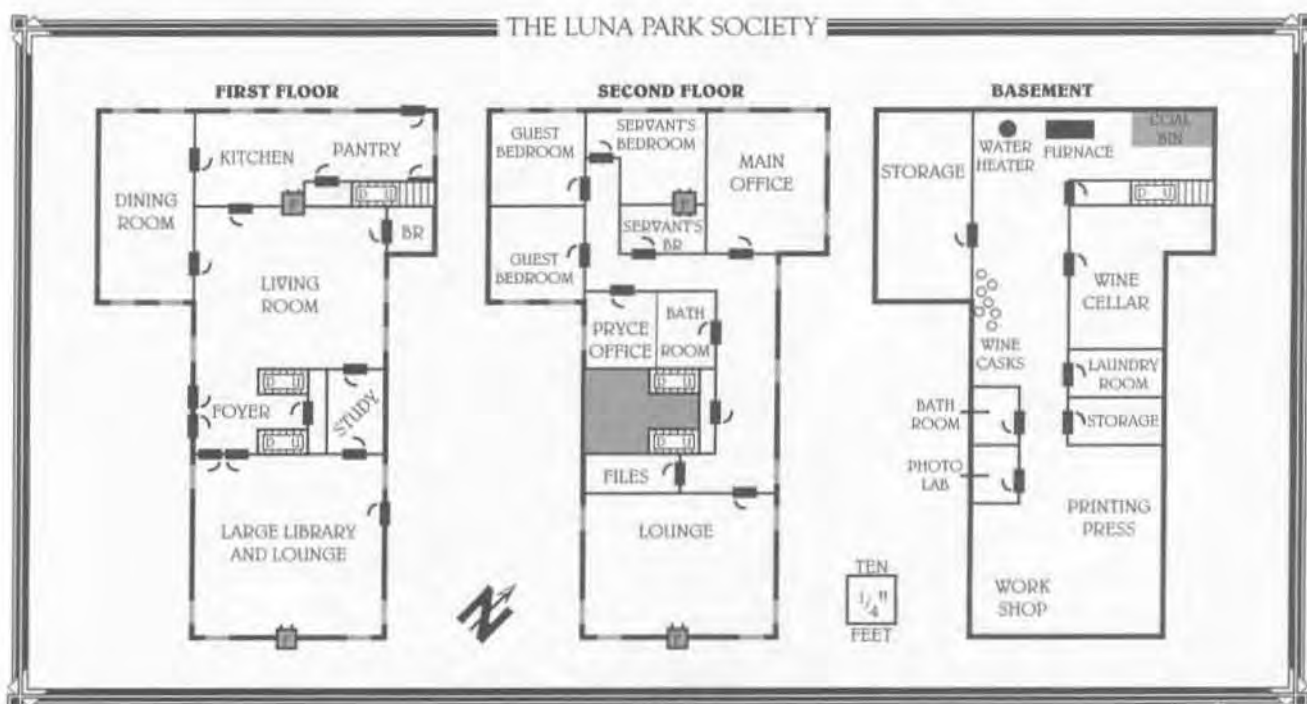 THE LUNA PARK SOCIETY
FIRST FLOOR
KITCHEN
PANTRY
DINING
ROOM
BR
LIVING
ROOM
FOYER
STUDY
D U
D U
D U
LARGE LIBRARY
AND LOUNGE
F
F
N
SECOND FLOOR
GUEST
BEDROOM
SERVANT'S
BEDROOM
MAIN
OFFICE
GUEST
BEDROOM
SERVANT'S
BR
F
PRYCE
OFFICE
BATH
ROOM
D U
D U
FILES
LOUNGE
F
TEN
1/4"
FEET
BASEMENT
STORAGE
WATER
HEATER
FURNACE
COAL
BIN
D U
WINE
CELLAR
WINE
CASKS
LAUNDRY
ROOM
STORAGE
BATH
ROOM
PHOTO
LAB
PRINTING
PRESS
WORK
SHOP